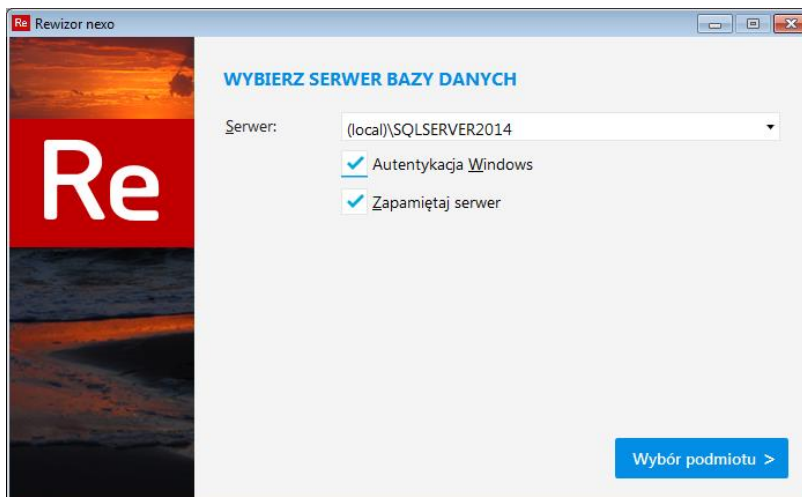 Re Rewizor nexo
WYBIERZ SERWER BAZY DANYCH
Serwer: (local)\SQLSERVER2014
Autentykacja Windows
Zapamiętaj serwer
Re
Wybór podmiotu >